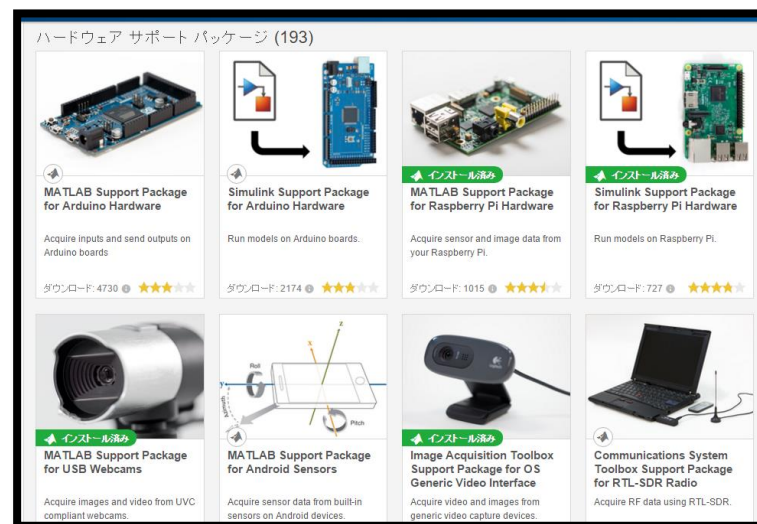 ハードウェア サポート パッケージ (193)
MATLAB Support Package
for Arduino Hardware
Acquire inputs and send outputs on
Arduino boards
ダウンロード: 4730
Simulink Support Package
for Arduino Hardware
Run models on Arduino boards.
ダウンロード: 2174
インストール済み
MATLAB Support Package
for Raspberry Pi Hardware
Acquire sensor and image data from
your Raspberry Pi.
ダウンロード: 1015
インストール済み
Simulink Support Package
for Raspberry Pi Hardware
Run models on Raspberry Pi.
ダウンロード: 727
インストール済み
MATLAB Support Package
for USB Webcams
Acquire images and video from UVC
compliant webcams.
z
x
Roll
y
Azimuth
Pitch
MATLAB Support Package
for Android Sensors
Acquire sensor data from built-in
sensors on Android devices.
インストール済み
Image Acquisition Toolbox
Support Package for OS
Generic Video Interface
Acquire video and images from
generic video capture devices.
Communications System
Toolbox Support Package
for RTL-SDR Radio
Acquire RF data using RTL-SDR.